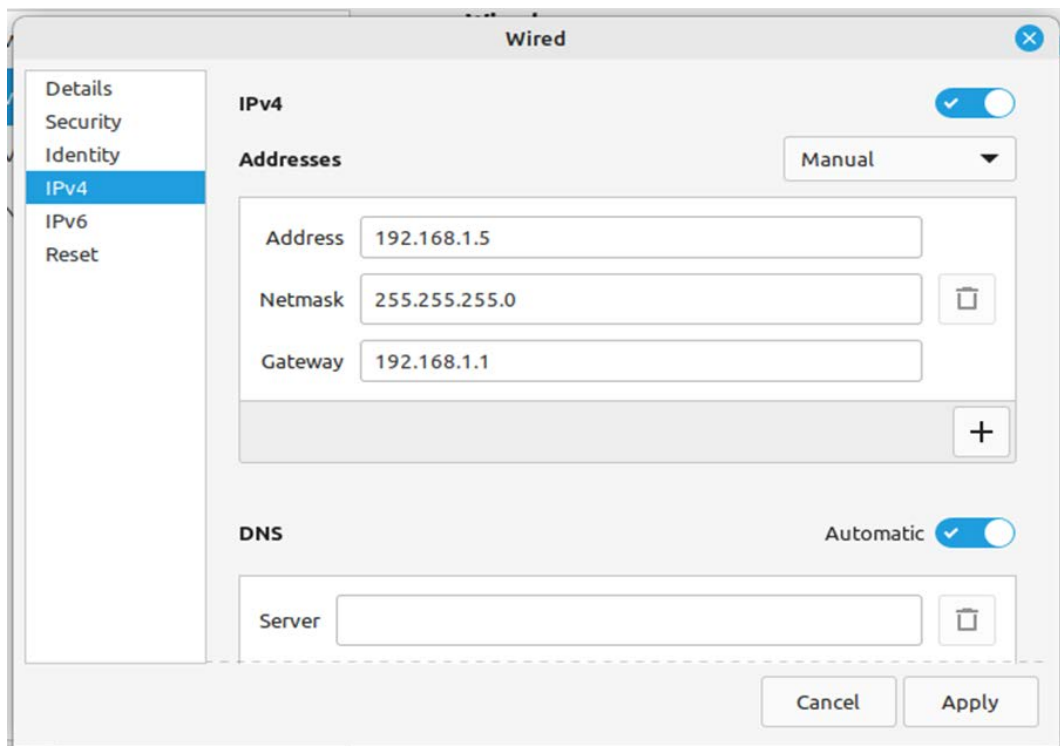 Wired
Details
Security
Identity
IPv4
IPv6
Reset
IPv4
Addresses Manual
Address 192.168.1.5
Netmask 255.255.255.0
Gateway 192.168.1.1
+
DNS Automatic
Server
Cancel Apply